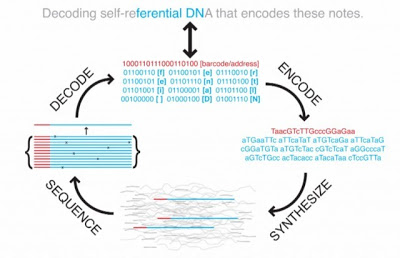 Decoding self-referential DNA that encodes these notes.
1000110111000110100 [barcode/address]
01100110 [f] 01100101 [e] 01110010 [r]
01100101 [e] 01101110 [n] 01110100 [t]
01101001 [i] 01100001 [a] 01101100 [l]
00100000 [ ] 01000100 [D] 01001110 [N]
ENCODE
TaacGTcTTGcccGGaGaa
aTGaaTTc aTTCaTaT aTGTcaGa aTTCaTaG
cGGaTGTa aTGTcTac cGTcTcaT aGGcccaT
aGTcTGcc acTacacc aTacaTaa cTccGTTa
SYNTHESIZE
SEQUENCE
DECODE